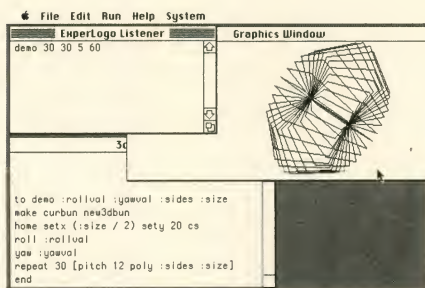 File Edit Run Help System
ExperLogo Listener
Graphics Window
demo 30 30 5 60
3d
to demo :rollval :yawval :sides :size
make curbun new3dbun
home setx (:size / 2) sety 20 cs
roll :rollval
yaw :yawval
repeat 30 [pitch 12 poly :sides :size]
end